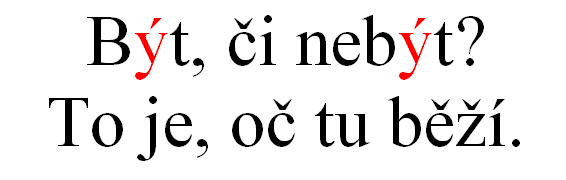 Být, či nebýt?
To je, oč tu běží.